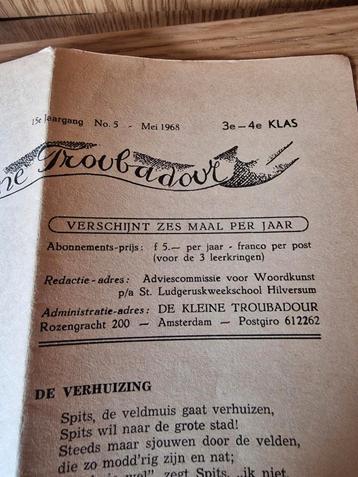 15e Jaargang No. 5 - Mei 1968 3e—4e KLAS
ne Troubadour
VERSCHIJNT ZES MAAL PER JAAR
Abonnements-prijs: f 5.— per jaar - franco per post
(voor de 3 leerkringen)
Redactie-adres: Adviescommissie voor Woordkunst
p/a St. Ludgeruskweekschool Hilversum
Administratie-adres: DE KLEINE TROUBADOUR
Rozengracht 200 — Amsterdam — Postgiro 612262
DE VERHUIZING
Spits, de veldmuis gaat verhuizen,
Spits wil naar de grote stad!
Steeds maar sjouwen door de velden,
die zo modd'rig zijn en nat;
wel", zegt Spits, „ik niet